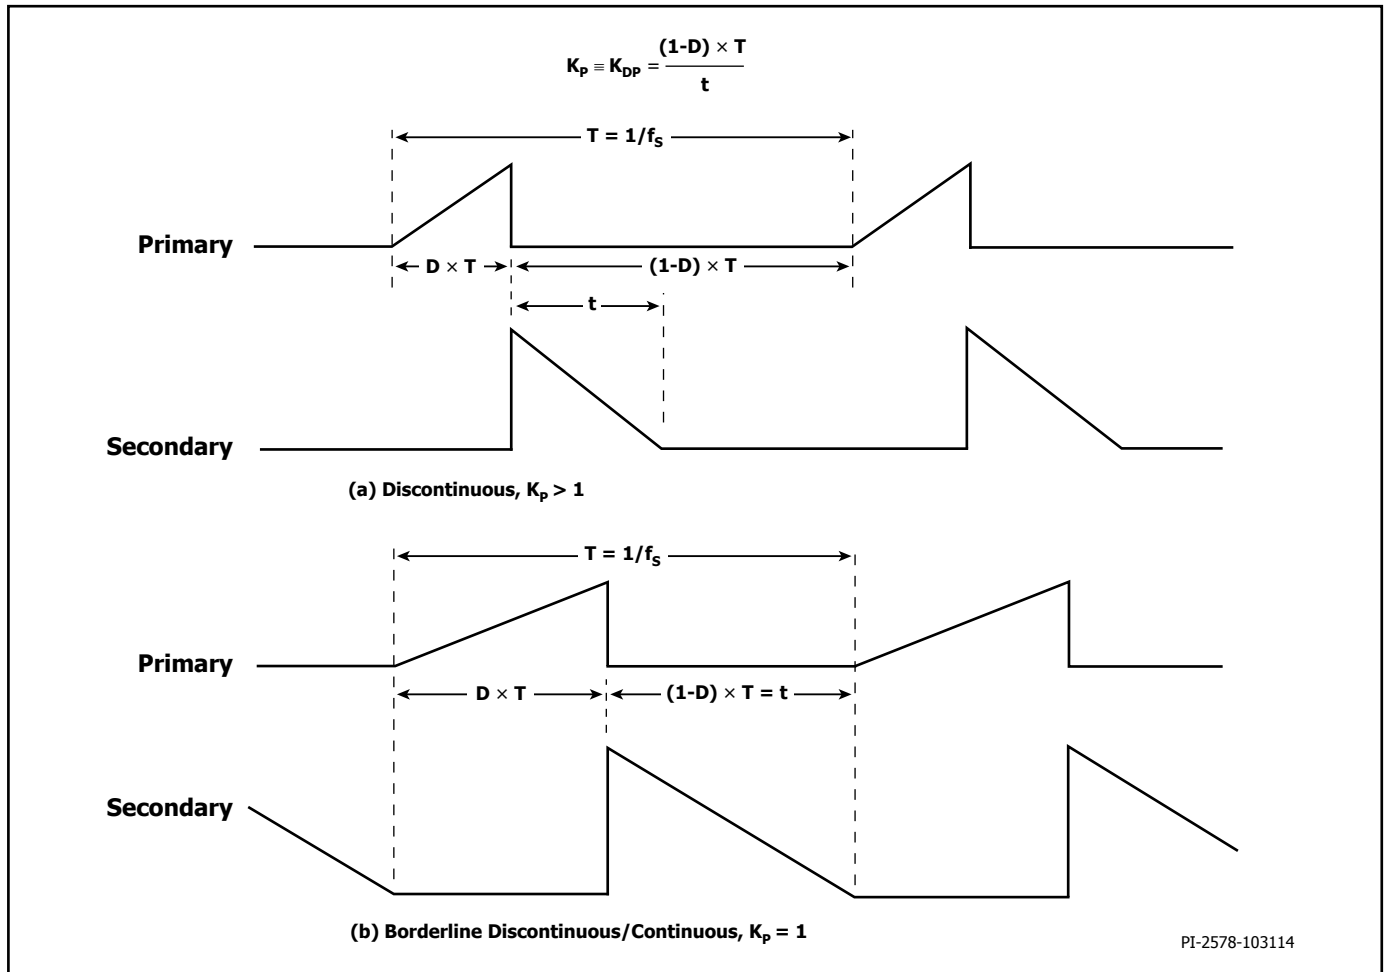 (1-D) × T
K_P ≡ K_DP = 
t
T = 1/f_S
Primary
D × T
(1-D) × T
t
Secondary
(a) Discontinuous, K_P > 1
T = 1/f_S
Primary
D × T
(1-D) × T = t
Secondary
(b) Borderline Discontinuous/Continuous, K_P = 1
PI-2578-103114